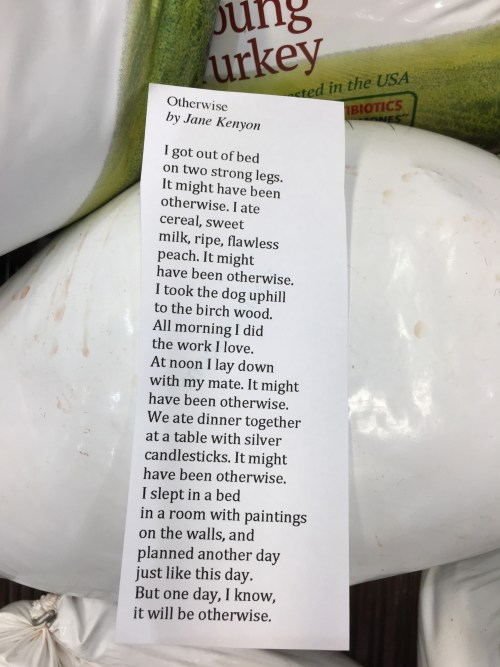 oung
urkey
sted in the USA
IBIOTICS
ONES
Otherwise
by Jane Kenyon
I got out of bed
on two strong legs.
It might have been
otherwise. I ate
cereal, sweet
milk, ripe, flawless
peach. It might
have been otherwise.
I took the dog uphill
to the birch wood.
All morning I did
the work I love.
At noon I lay down
with my mate. It might
have been otherwise.
We ate dinner together
at a table with silver
candlesticks. It might
have been otherwise.
I slept in a bed
in a room with paintings
on the walls, and
planned another day
just like this day.
But one day, I know,
it will be otherwise.